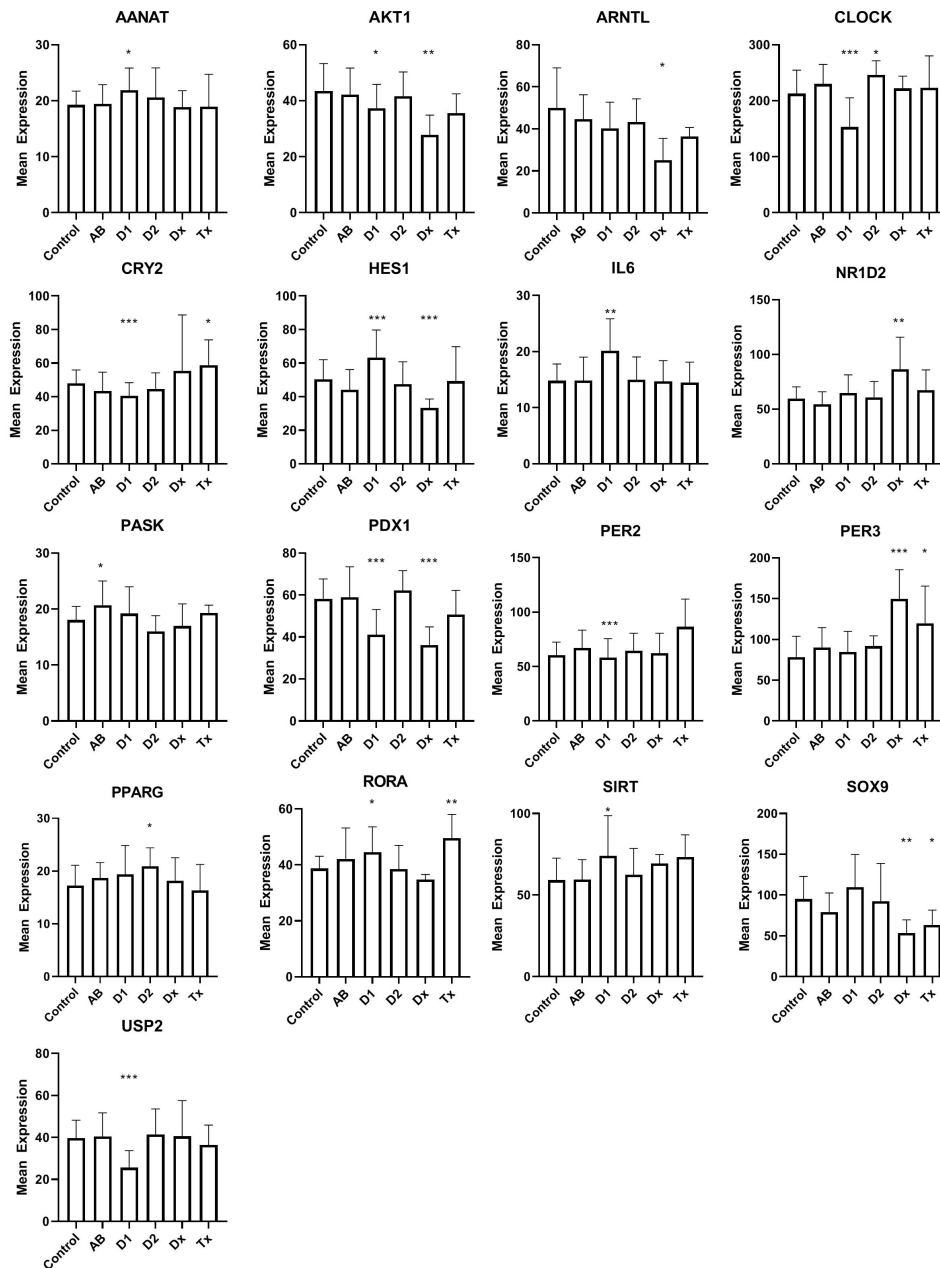 AANAT
Mean Expression
30
20
10
0
*
Control AB D1 D2 Dx Tx
AKT1
Mean Expression
60
40
20
0
* **
Control AB D1 D2 Dx Tx
ARNTL
Mean Expression
80
60
40
20
0
*
Control AB D1 D2 Dx Tx
CLOCK
Mean Expression
300
200
100
0
*** *
Control AB D1 D2 Dx Tx
CRY2
Mean Expression
100
80
60
40
20
0
*** *
Control AB D1 D2 Dx Tx
HES1
Mean Expression
100
80
60
40
20
0
*** ***
Control AB D1 D2 Dx Tx
IL6
Mean Expression
30
20
10
0
**
Control AB D1 D2 Dx Tx
NR1D2
Mean Expression
150
100
50
0
**
Control AB D1 D2 Dx Tx
PASK
Mean Expression
30
20
10
0
*
Control AB D1 D2 Dx Tx
PDX1
Mean Expression
80
60
40
20
0
*** ***
Control AB D1 D2 Dx Tx
PER2
Mean Expression
150
100
50
0
***
Control AB D1 D2 Dx Tx
PER3
Mean Expression
200
150
100
50
0
*** *
Control AB D1 D2 Dx Tx
PPARG
Mean Expression
30
20
10
0
*
Control AB D1 D2 Dx Tx
RORA
Mean Expression
60
40
20
0
* **
Control AB D1 D2 Dx Tx
SIRT
Mean Expression
100
50
0
*
Control AB D1 D2 Dx Tx
SOX9
Mean Expression
200
150
100
50
0
** *
Control AB D1 D2 Dx Tx
USP2
Mean Expression
80
60
40
20
0
***
Control AB D1 D2 Dx Tx